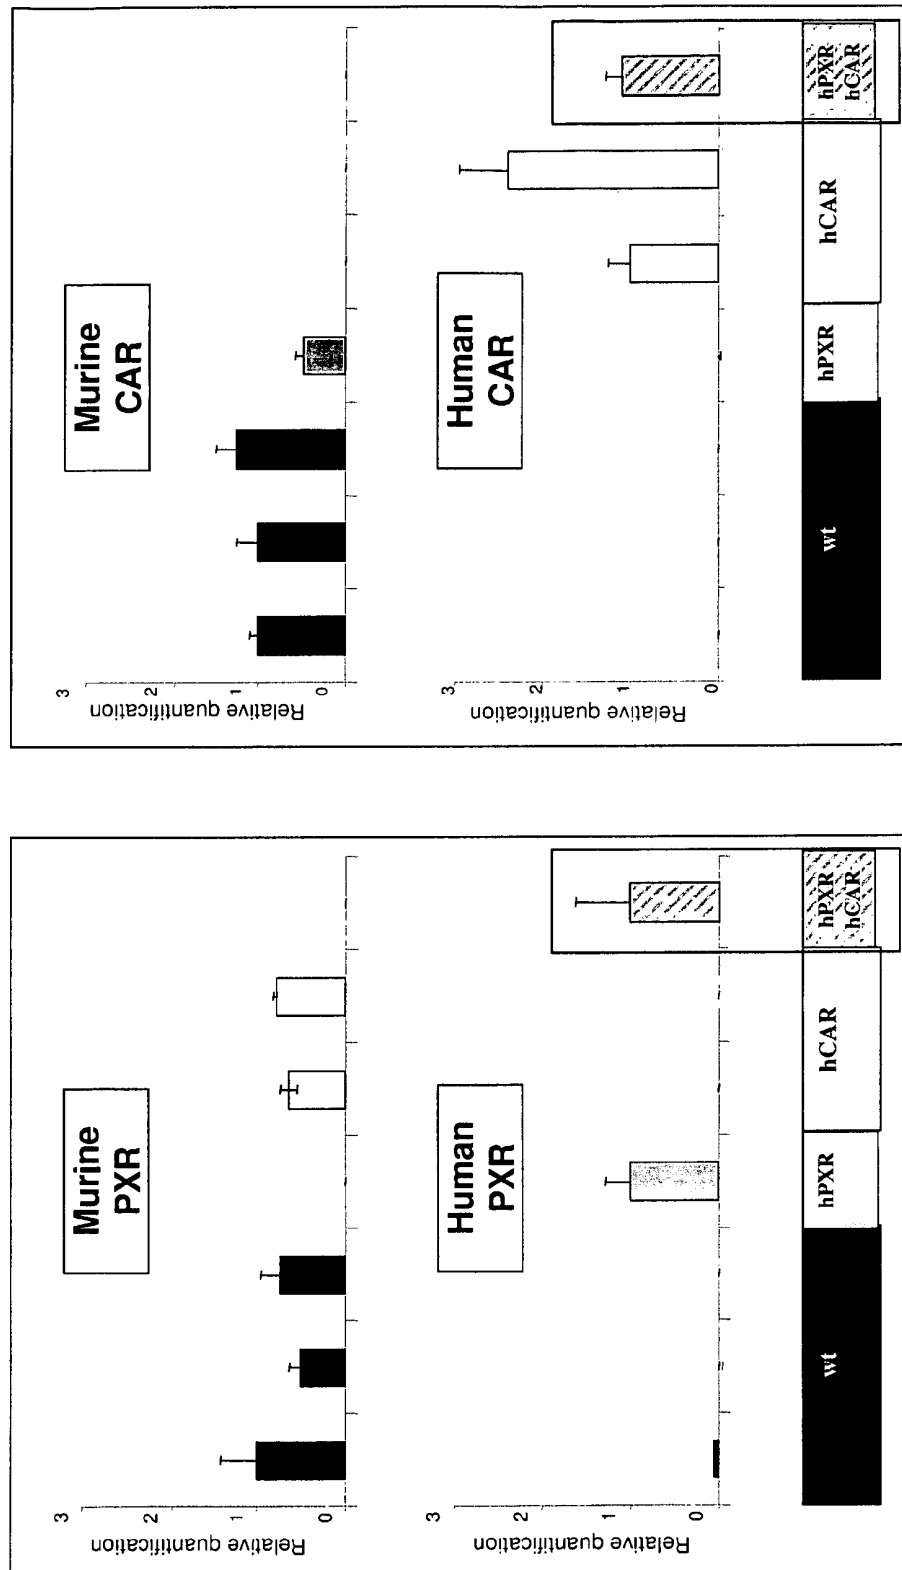 Murine
PXR
Relative quantification
3
2
1
0
Human
PXR
Relative quantification
3
2
1
0
wt
hPXR
hCAR
hPXR
hCAR
Murine
CAR
Relative quantification
3
2
1
0
Human
CAR
Relative quantification
3
2
1
0
wt
hPXR
hCAR
hPXR
hCAR